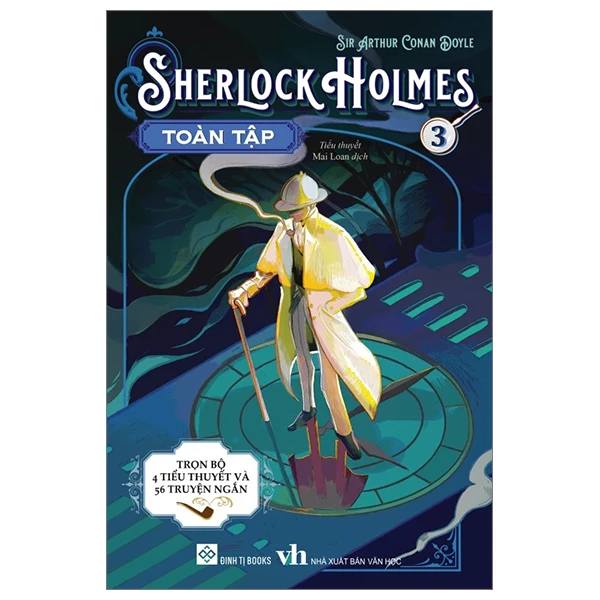 SIR ARTHUR CONAN DOYLE
SHERLOCK HOLMES
TOÀN TẬP
3
Tiểu thuyết
Mai Loan dịch
TRỌN BỘ
4 TIỂU THUYẾT VÀ
56 TRUYỆN NGẮN
ĐINH TỊ BOOKS
vh NHÀ XUẤT BẢN VĂN HỌC